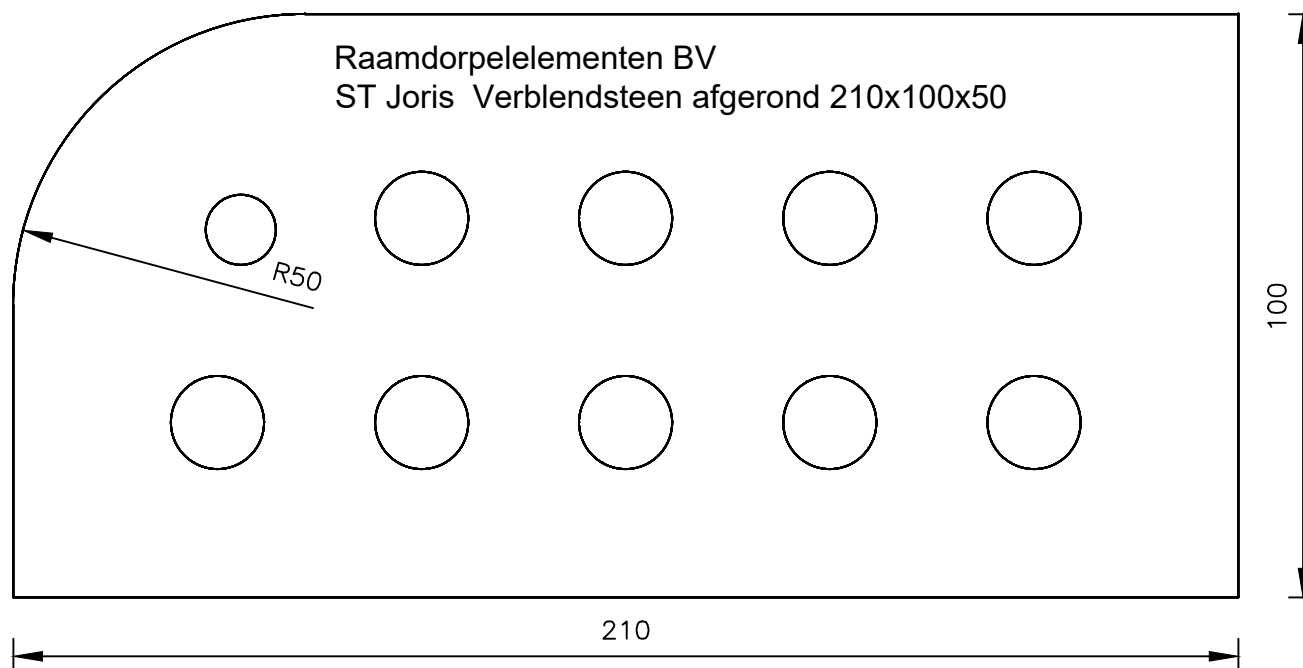 Raamdorpelelementen BV
ST Joris  Verblendsteen afgerond 210x100x50
R50
100
210